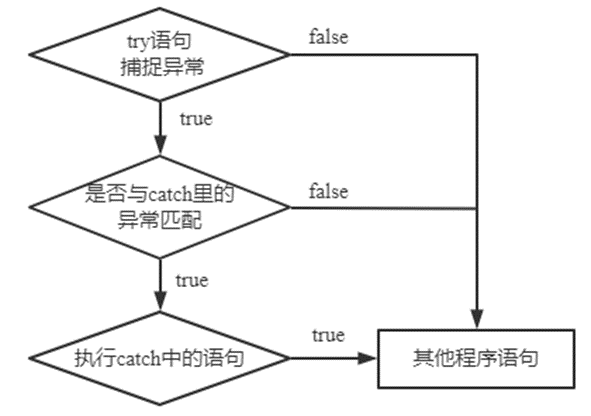 try语句
捕捉异常
false
true
是否与catch里的
异常匹配
false
true
执行catch中的语句
true
其他程序语句